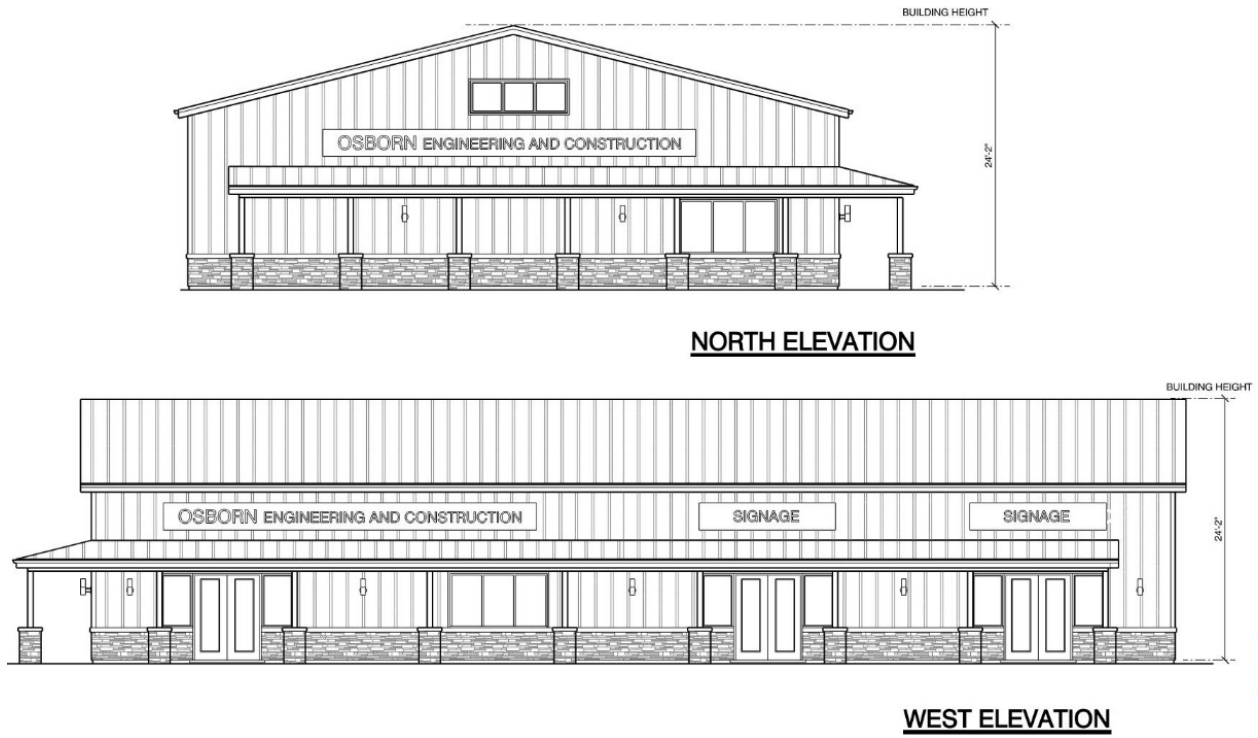 BUILDING HEIGHT
OSBORN ENGINEERING AND CONSTRUCTION
24'-2"
NORTH ELEVATION
BUILDING HEIGHT
OSBORN ENGINEERING AND CONSTRUCTION
SIGNAGE
SIGNAGE
24'-2"
WEST ELEVATION